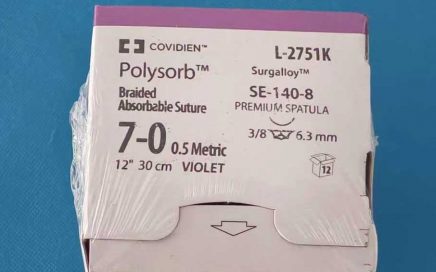 COVIDIEN™
L-2751K
Polysorb™
Surgalloy™
Braided
Absorbable Suture
SE-140-8
PREMIUM SPATULA
7-0 0.5 Metric
3/8 6.3 mm
12" 30 cm VIOLET
12